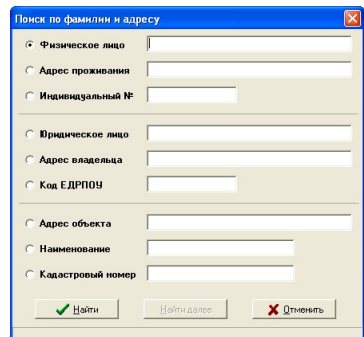 Поиск по фамилии и адресу
Физическое лицо
Адрес проживания
Индивидуальный №
Юридическое лицо
Адрес владельца
Код ЕДРПОУ
Адрес объекта
Наименование
Кадастровый номер
Найти Найти далее Отменить